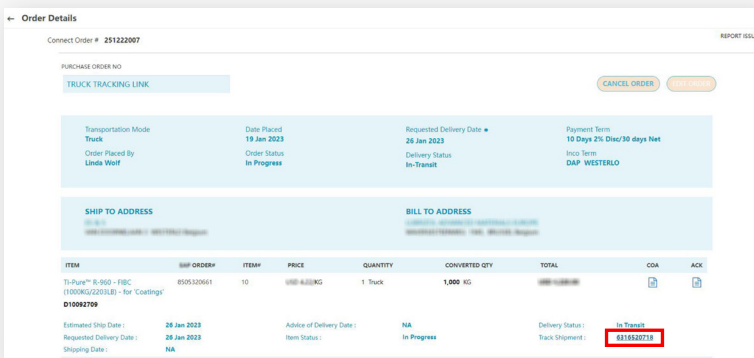 ← Order Details
Connect Order # 251222007
REPORT ISSU
PURCHASE ORDER NO
TRUCK TRACKING LINK
CANCEL ORDER
Transportation Mode Date Placed Requested Delivery Date Payment Term
Truck 19 Jan 2023 26 Jan 2023 10 Days 2% Disc/30 days Net
Order Placed By Order Status Delivery Status Inco Term
Linda Wolf In Progress In-Transit DAP WESTERLO
SHIP TO ADDRESS BILL TO ADDRESS
ITEM ORDER# ITEM# PRICE QUANTITY CONVERTED QTY TOTAL COA ACK
Ti-Pure™ R-960 - FIBC 8505320661 10 KG 1 Truck 1,000 KG
(1000KG/2203LB) - for 'Coatings'
D10092709
Estimated Ship Date : 26 Jan 2023 Advice of Delivery Date : NA Delivery Status : In Transit
Requested Delivery Date : 26 Jan 2023 Item Status : In Progress Track Shipment : 6316520718
Shipping Date : NA